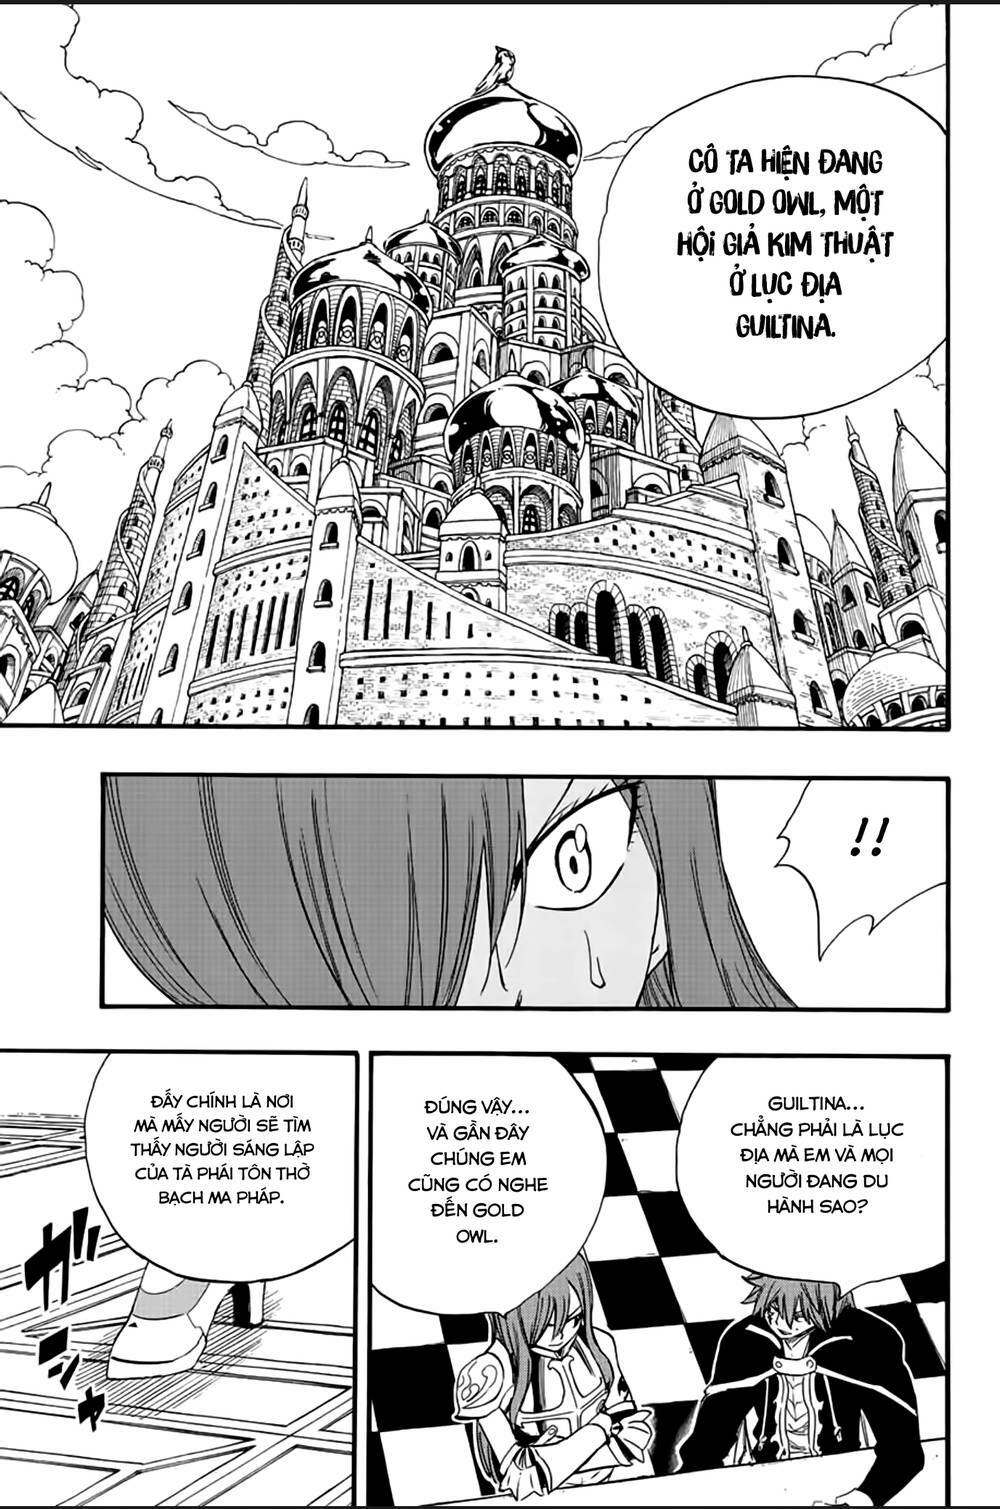 CÔ TA HIỆN ĐANG
Ở GOLD OWL, MỘT
HỘI GIẢ KIM THUẬT
Ở LỤC ĐỊA
GUILTINA.
!!
GUILTINA...
CHẲNG PHẢI LÀ LỤC
ĐỊA MÀ EM VÀ MỌI
NGƯỜI ĐANG DU
HÀNH SAO?
ĐÚNG VẬY...
VÀ GẦN ĐÂY
CHÚNG EM
CŨNG CÓ NGHE
ĐẾN GOLD
OWL.
ĐẤY CHÍNH LÀ NƠI
MÀ MẤY NGƯỜI SẼ TÌM
THẤY NGƯỜI SÁNG LẬP
CỦA TÀ PHÁI TÔN THỜ
BẠCH MA PHÁP.